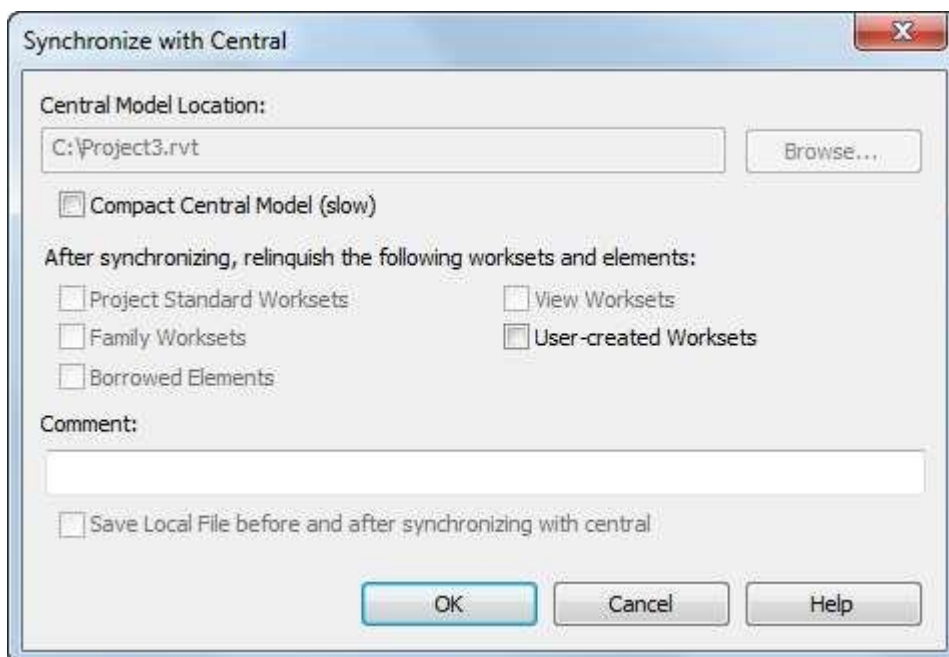 Synchronize with Central
Central Model Location:
C:\Project3.rvt
Browse...
Compact Central Model (slow)
After synchronizing, relinquish the following worksets and elements:
Project Standard Worksets
View Worksets
Family Worksets
User-created Worksets
Borrowed Elements
Comment:
Save Local File before and after synchronizing with central
OK
Cancel
Help